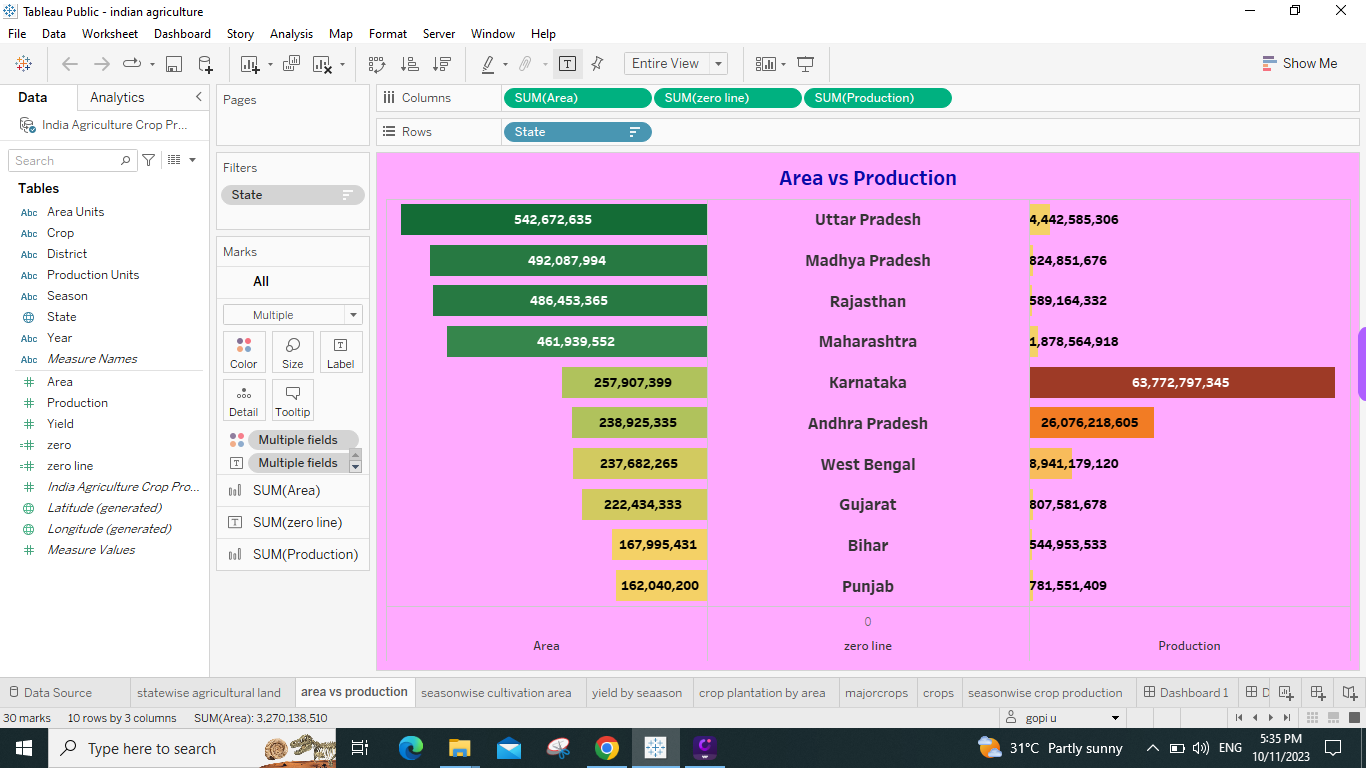 Tableau Public - indian agriculture
File Data Worksheet Dashboard Story Analysis Map Format Server Window Help
Entire View
Show Me
Data Analytics
India Agriculture Crop Pr...
Search
Tables
Abc Area Units
Abc Crop
Abc District
Abc Production Units
Abc Season
State
Abc Year
Abc Measure Names
# Area
# Production
# Yield
=# zero
=# zero line
# India Agriculture Crop Pro...
Latitude (generated)
Longitude (generated)
# Measure Values
Pages
Filters
State
Marks
All
Multiple
Color Size Label
Detail Tooltip
Multiple fields
Multiple fields
SUM(Area)
SUM(zero line)
SUM(Production)
Columns SUM(Area) SUM(zero line) SUM(Production)
Rows State
Area vs Production
542,672,635 Uttar Pradesh 4,442,585,306
492,087,994 Madhya Pradesh 824,851,676
486,453,365 Rajasthan 589,164,332
461,939,552 Maharashtra 1,878,564,918
257,907,399 Karnataka 63,772,797,345
238,925,335 Andhra Pradesh 26,076,218,605
237,682,265 West Bengal 8,941,179,120
222,434,333 Gujarat 807,581,678
167,995,431 Bihar 544,953,533
162,040,200 Punjab 781,551,409
0
Area zero line Production
Data Source statewise agricultural land area vs production seasonwise cultivation area yield by seaason crop plantation by area majorcrops crops seasonwise crop production Dashboard 1 D
30 marks 10 rows by 3 columns SUM(Area): 3,270,138,510 gopi u
Type here to search 31°C Partly sunny ENG
5:35 PM
10/11/2023